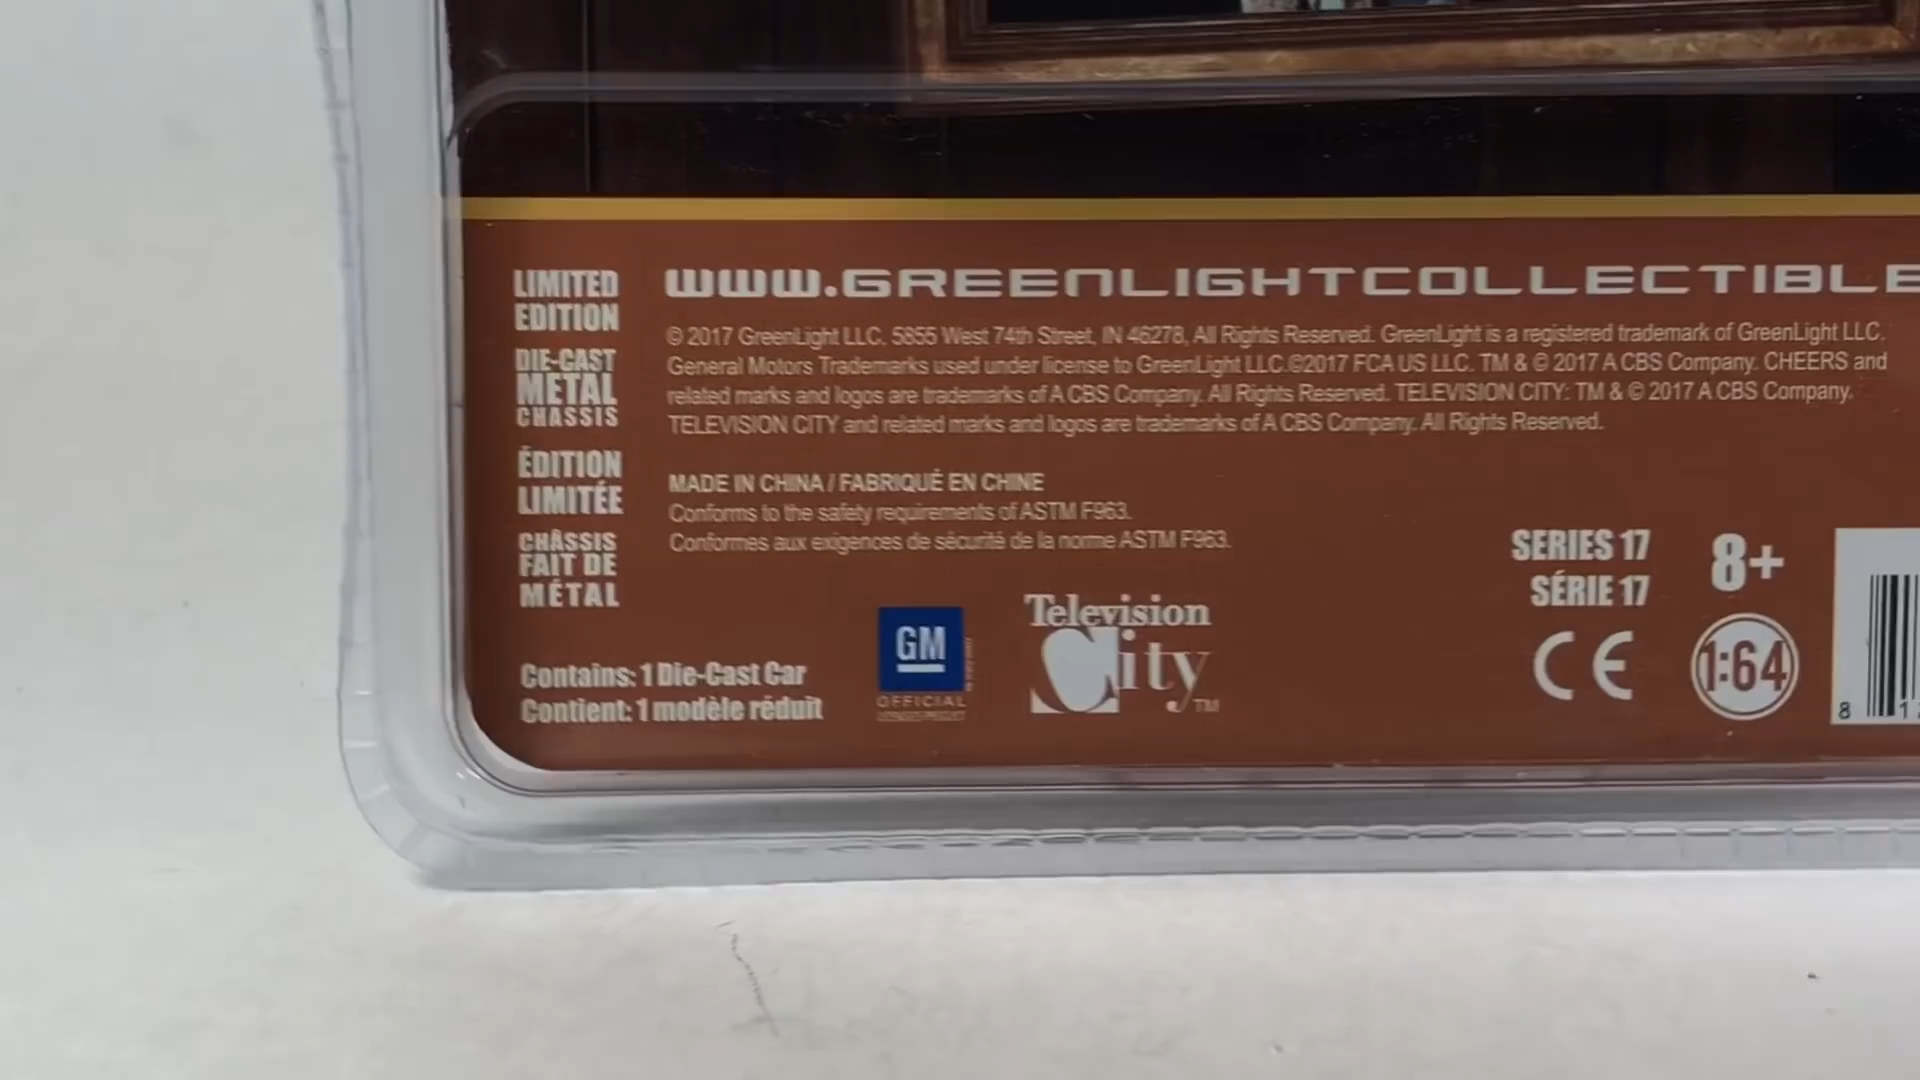 LIMITED
EDITION
DIE-CAST
METAL
CHASSIS
ÉDITION
LIMITÉE
CHÂSSIS
FAIT DE
MÉTAL
WWW.GREENLIGHTCOLLECTIBLE
© 2017 GreenLight LLC. 5855 West 74th Street, IN 46278, All Rights Reserved. GreenLight is a registered trademark of GreenLight LLC.
General Motors Trademarks used under license to GreenLight LLC.©2017 FCA US LLC. TM & © 2017 A CBS Company. CHEERS and
related marks and logos are trademarks of A CBS Company. All Rights Reserved. TELEVISION CITY: TM & © 2017 A CBS Company.
TELEVISION CITY and related marks and logos are trademarks of A CBS Company. All Rights Reserved.
MADE IN CHINA / FABRIQUÉ EN CHINE
Conforms to the safety requirements of ASTM F963.
Conformes aux exigences de sécurité de la norme ASTM F963.
Contains: 1 Die-Cast Car
Contient: 1 modèle réduit
GM
OFFICIAL
Television
City™
SERIES 17
SÉRIE 17
8+
CE
1:64
8 1